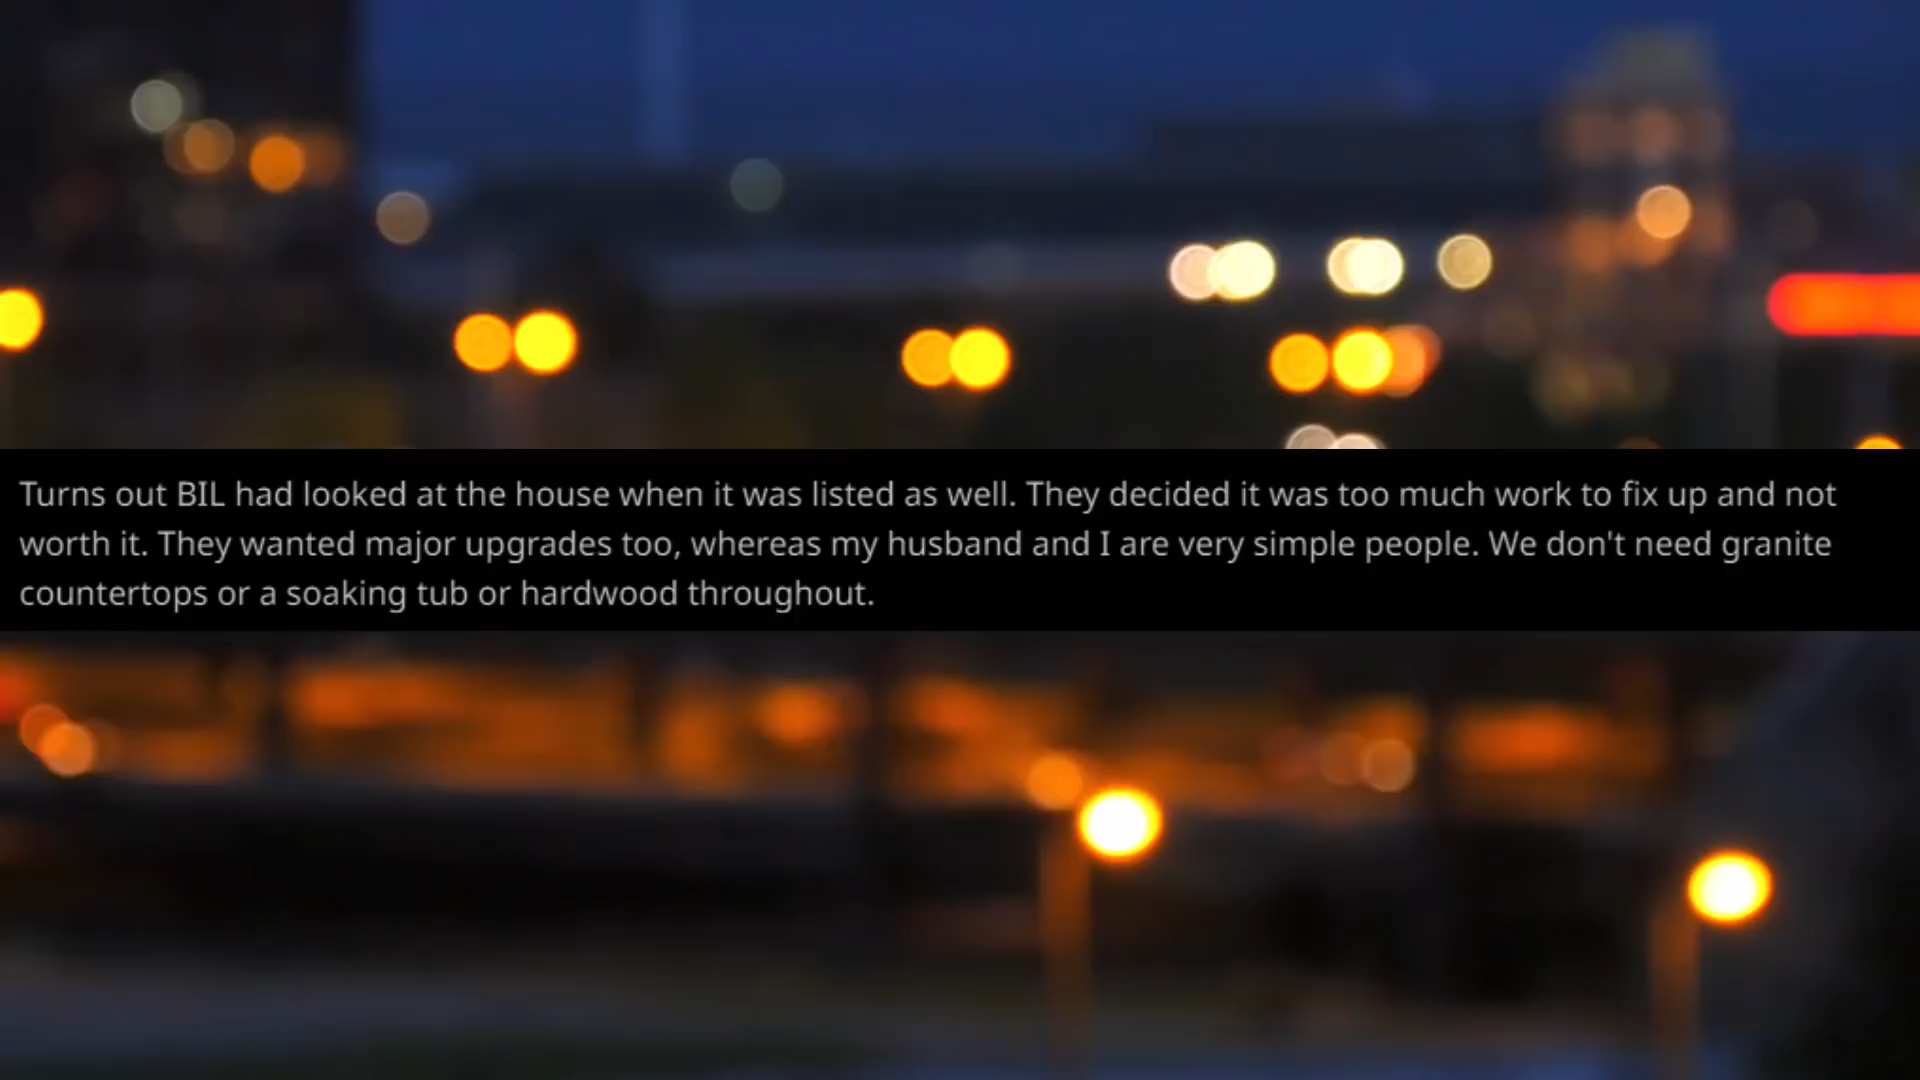 Turns out BIL had looked at the house when it was listed as well. They decided it was too much work to fix up and not
worth it. They wanted major upgrades too, whereas my husband and I are very simple people. We don't need granite
countertops or a soaking tub or hardwood throughout.